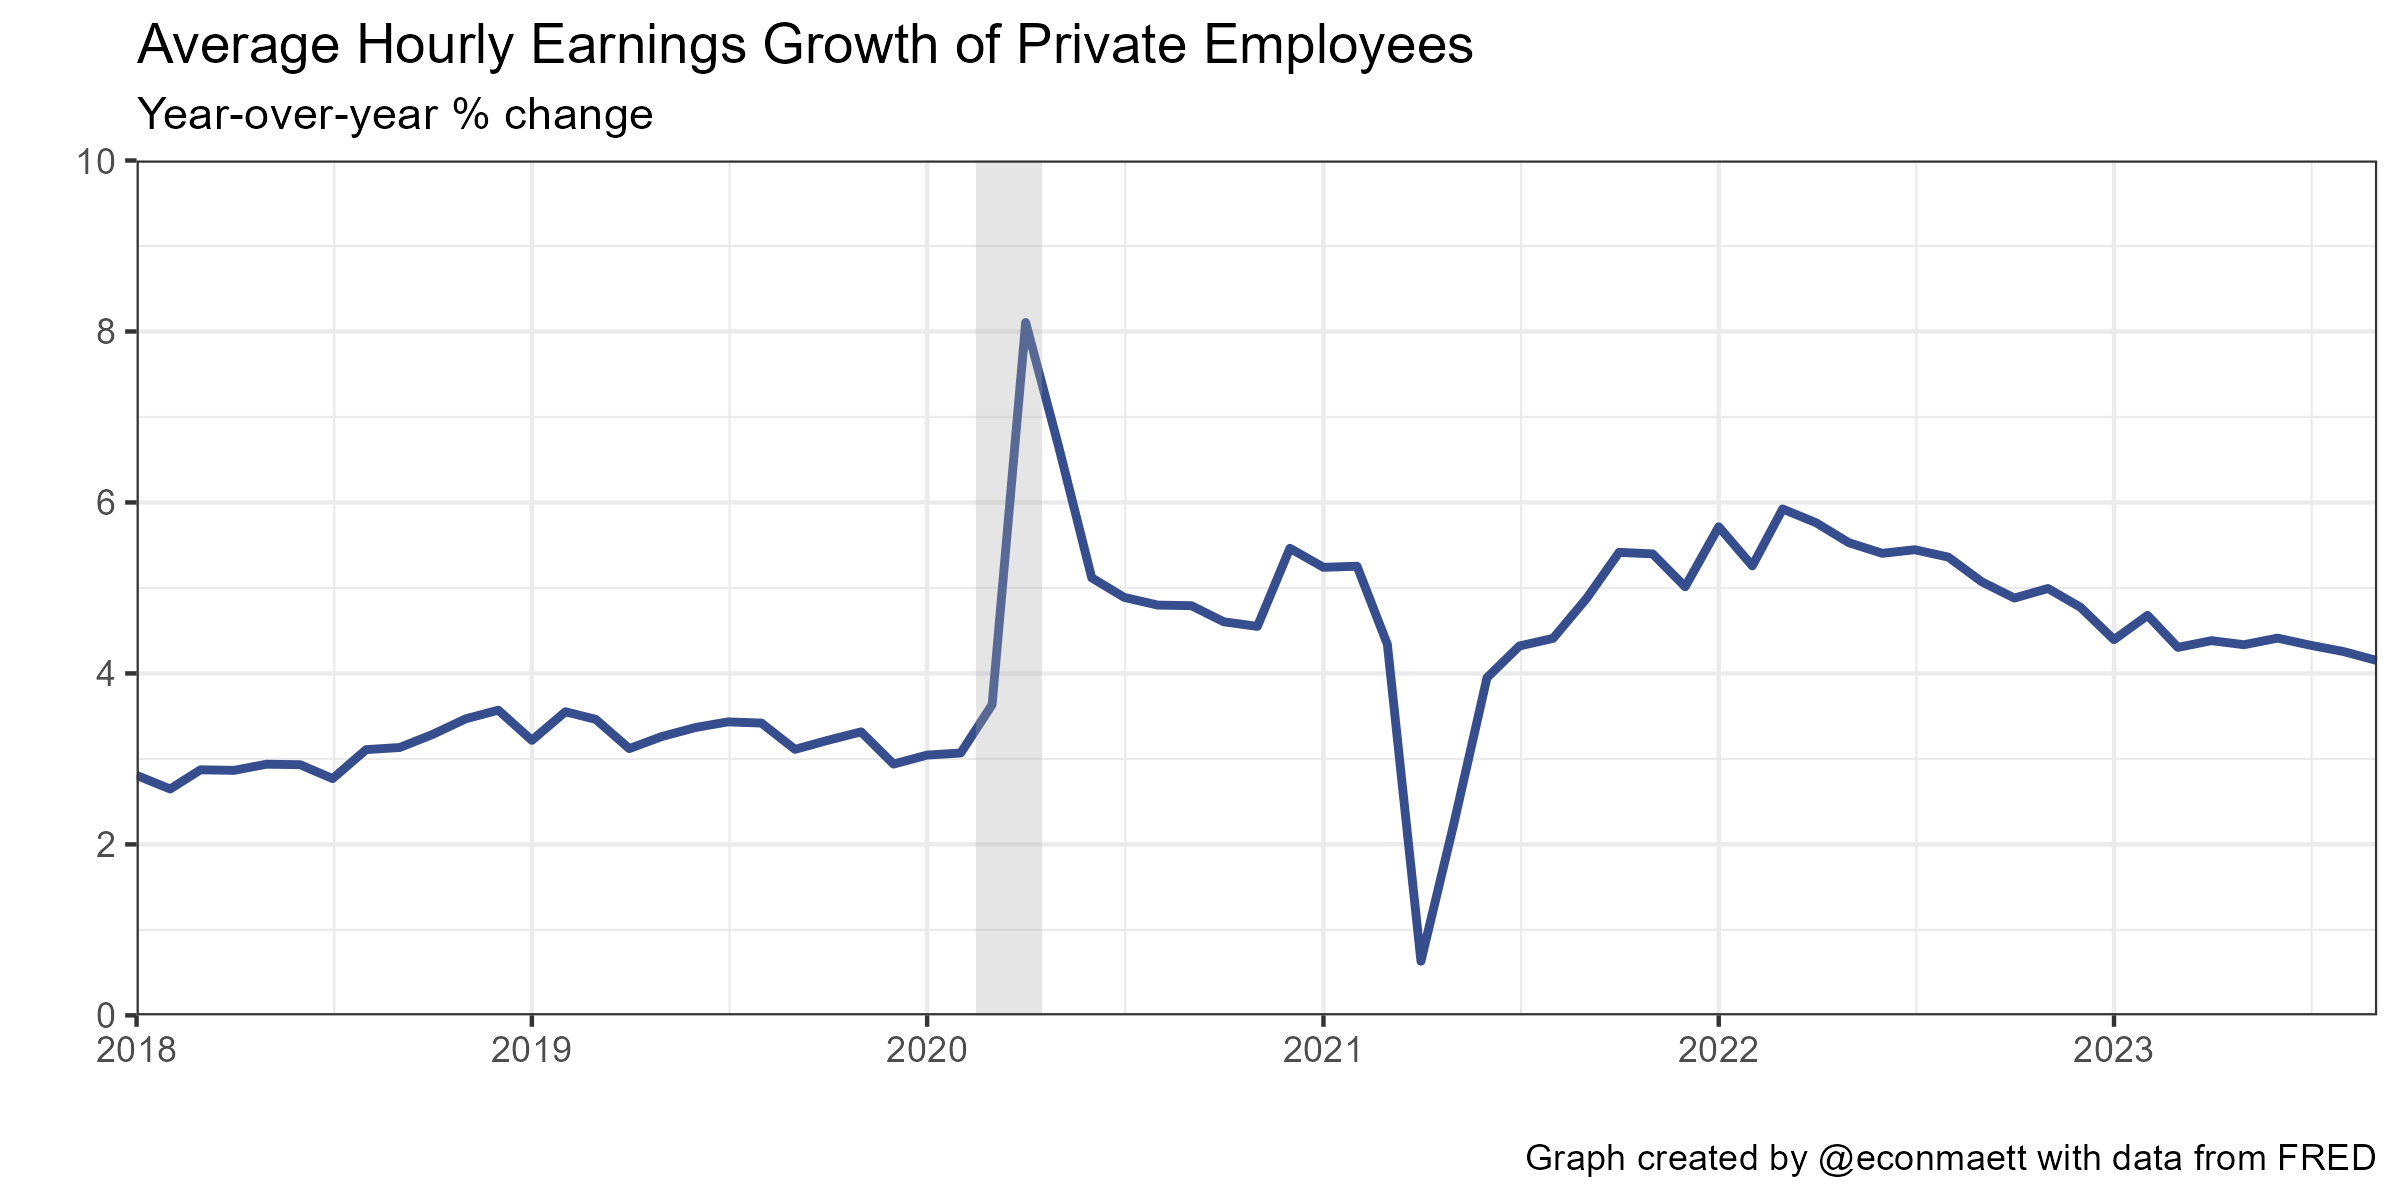 Average Hourly Earnings Growth of Private Employees
Year-over-year % change
10
8
6
4
2
0
2018 2019 2020 2021 2022 2023
Graph created by @econmaett with data from FRED